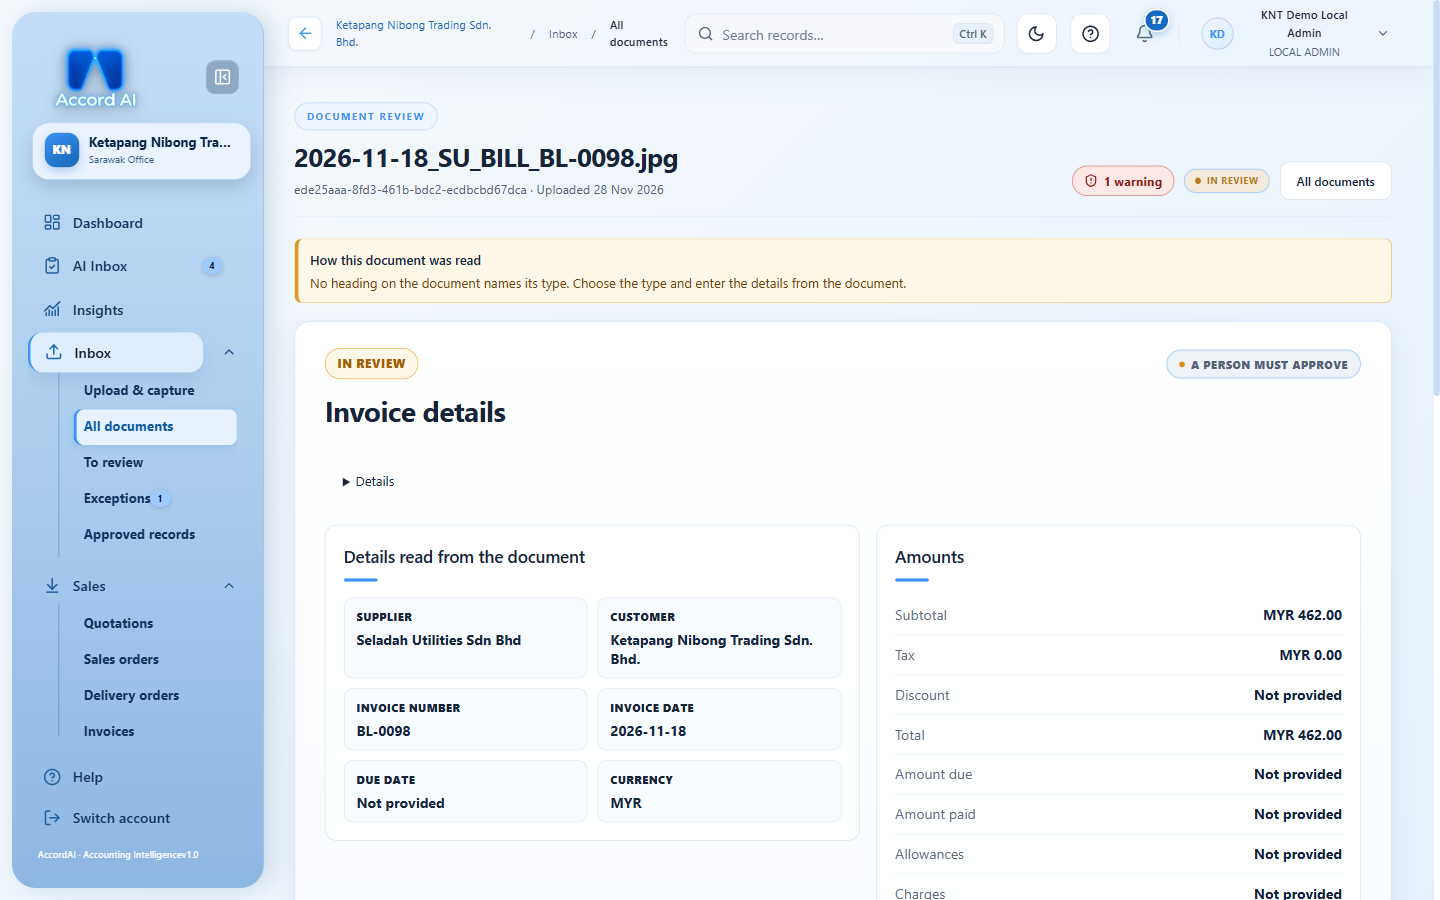 Accord AI
KN
Ketapang Nibong Tra...
Sarawak Office
Dashboard
AI Inbox
4
Insights
Inbox
Upload & capture
All documents
To review
Exceptions
1
Approved records
Sales
Quotations
Sales orders
Delivery orders
Invoices
Help
Switch account
AccordAI · Accounting Intelligencev1.0
Ketapang Nibong Trading Sdn.
Bhd.
/
Inbox
/
All
documents
Search records...
Ctrl K
17
KD
KNT Demo Local
Admin
LOCAL ADMIN
DOCUMENT REVIEW
2026-11-18_SU_BILL_BL-0098.jpg
ede25aaa-8fd3-461b-bdc2-ecdbcbd67dca · Uploaded 28 Nov 2026
1 warning
IN REVIEW
All documents
How this document was read
No heading on the document names its type. Choose the type and enter the details from the document.
IN REVIEW
A PERSON MUST APPROVE
Invoice details
Details
Details read from the document
SUPPLIER
Seladah Utilities Sdn Bhd
CUSTOMER
Ketapang Nibong Trading Sdn.
Bhd.
INVOICE NUMBER
BL-0098
INVOICE DATE
2026-11-18
DUE DATE
Not provided
CURRENCY
MYR
Amounts
Subtotal
MYR 462.00
Tax
MYR 0.00
Discount
Not provided
Total
MYR 462.00
Amount due
Not provided
Amount paid
Not provided
Allowances
Not provided
Charges
Not provided